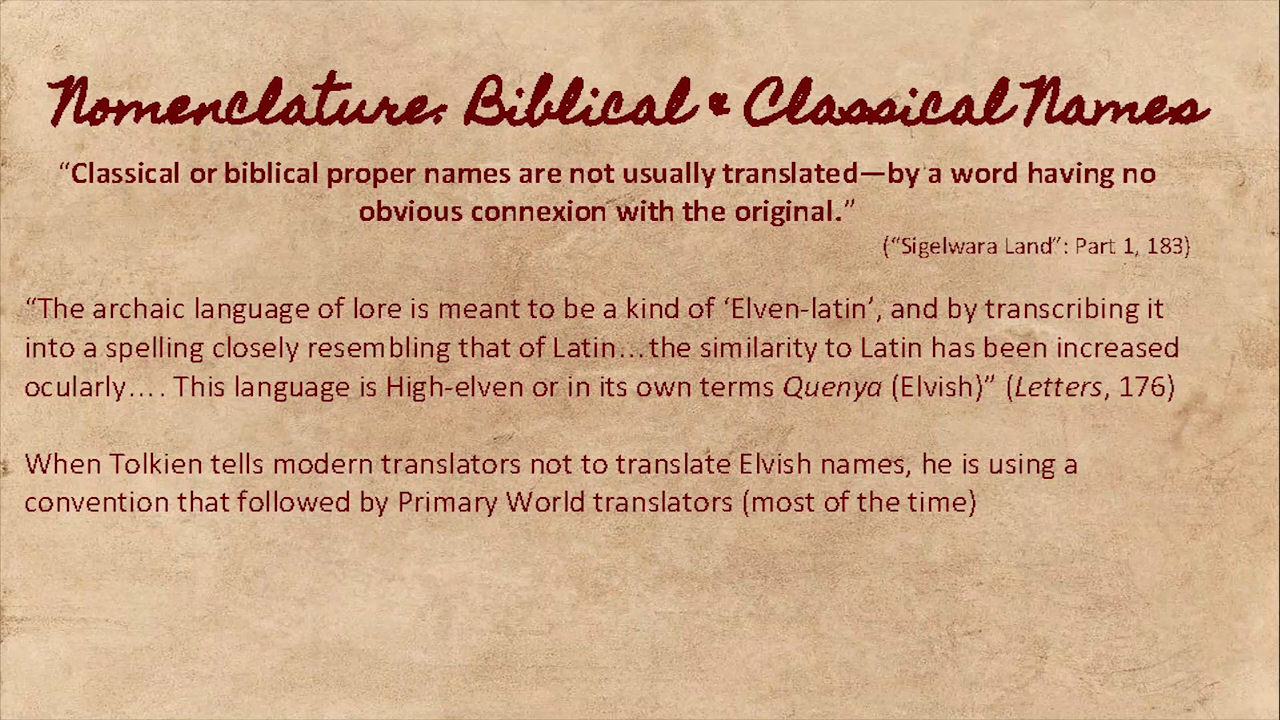 Nomenclature: Biblical & Classical Names
“Classical or biblical proper names are not usually translated—by a word having no
obvious connexion with the original.”
(“Sigelwara Land”: Part 1, 183)
“The archaic language of lore is meant to be a kind of ‘Elven-latin’, and by transcribing it
into a spelling closely resembling that of Latin…the similarity to Latin has been increased
ocularly…. This language is High-elven or in its own terms Quenya (Elvish)” (Letters, 176)
When Tolkien tells modern translators not to translate Elvish names, he is using a
convention that followed by Primary World translators (most of the time)